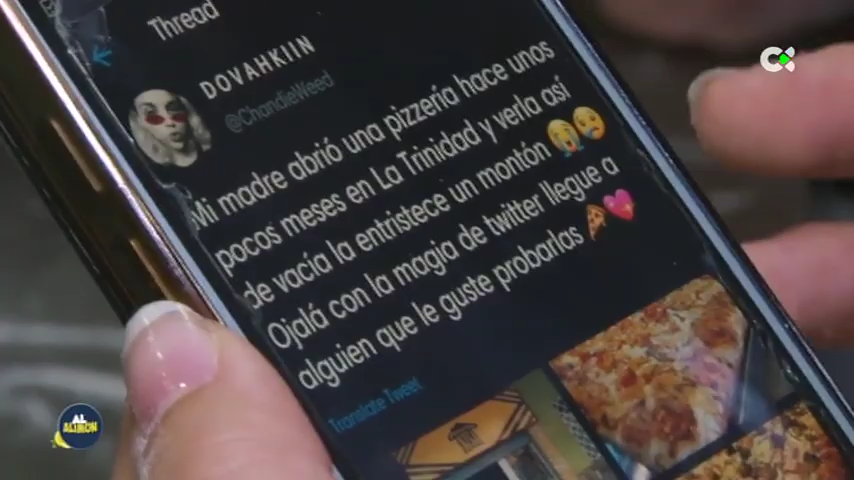 Thread
DOVAHKIIN
@ChandieWeed
Mi madre abrió una pizzería hace unos
pocos meses en La Trinidad y verla así
de vacía la entristece un montón 😭😢
Ojalá con la magia de twitter llegue a
alguien que le guste probarlas 🍕💖
Translate Tweet
AL
ALIMÓN